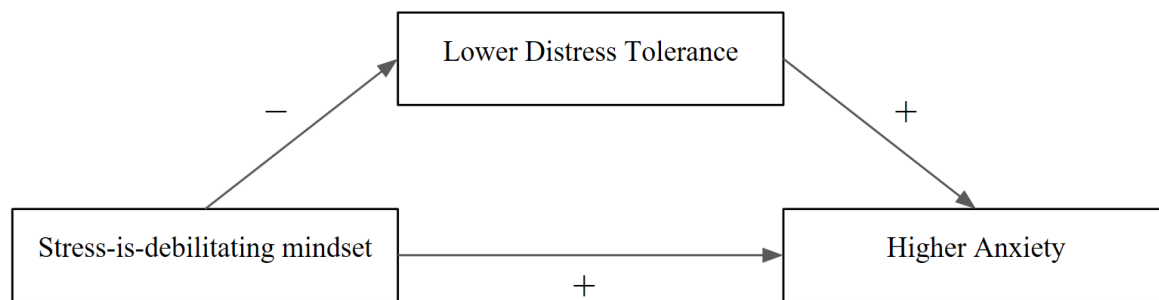 Lower Distress Tolerance
−
+
Stress-is-debilitating mindset
Higher Anxiety
+